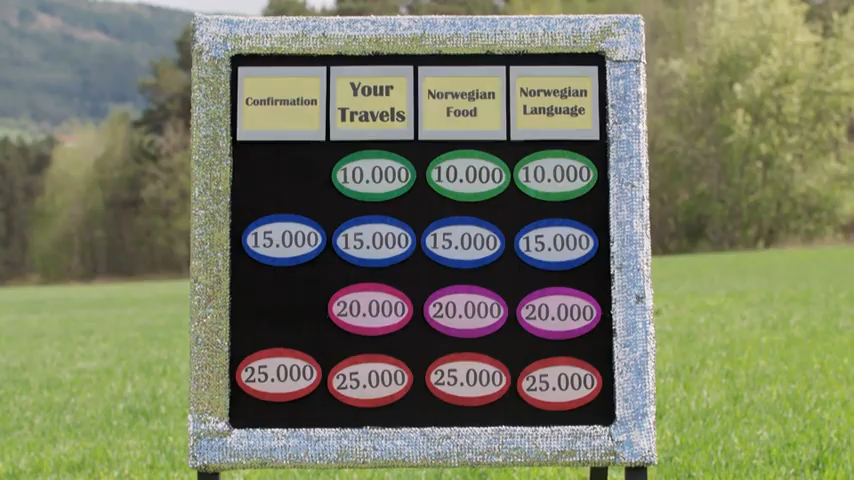 Confirmation
Your
Travels
Norwegian
Food
Norwegian
Language
10.000 10.000 10.000
15.000 15.000 15.000 15.000
20.000 20.000 20.000
25.000 25.000 25.000 25.000